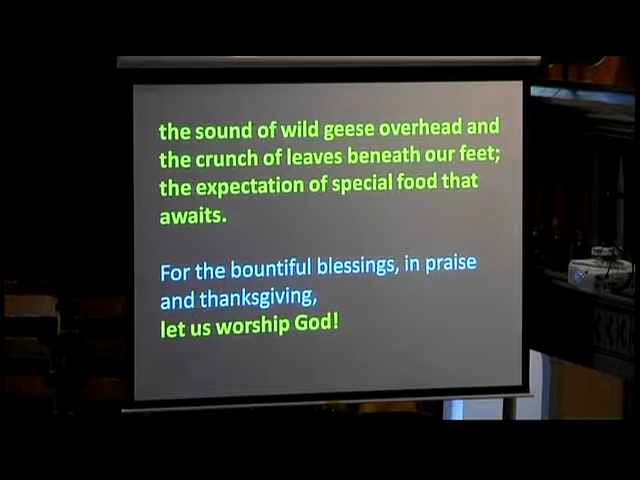 the sound of wild geese overhead and
the crunch of leaves beneath our feet;
the expectation of special food that
awaits.
For the bountiful blessings, in praise
and thanksgiving,
let us worship God!